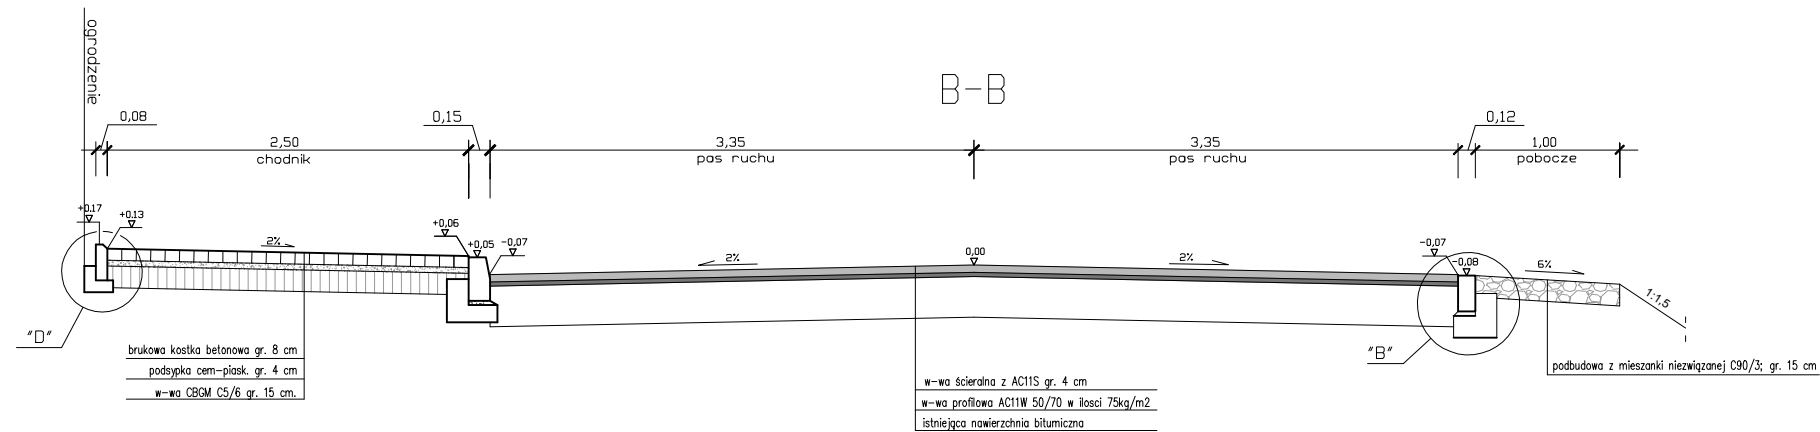 ogrodzenie
B-B
0,08
0,15
0,12
2,50
3,35
3,35
1,00
chodnik
pas ruchu
pas ruchu
pobocze
+0.17
+0.13
+0,06
+0,05
-0,07
0,00
-0,07
-0,08
2%
2%
2%
6%
1:1,5
"D"
"B"
brukowa kostka betonowa gr. 8 cm
podsypka cem-piask. gr. 4 cm
w-wa CBGM C5/6 gr. 15 cm.
w-wa ścieralna z AC11S gr. 4 cm
w-wa profilowa AC11W 50/70 w ilosci 75kg/m2
istniejąca nawierzchnia bitumiczna
podbudowa z mieszanki niezwiązanej C90/3; gr. 15 cm